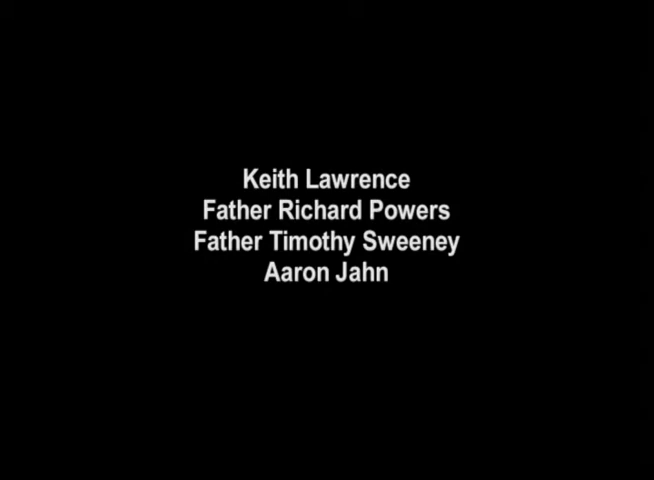 Keith Lawrence
Father Richard Powers
Father Timothy Sweeney
Aaron Jahn